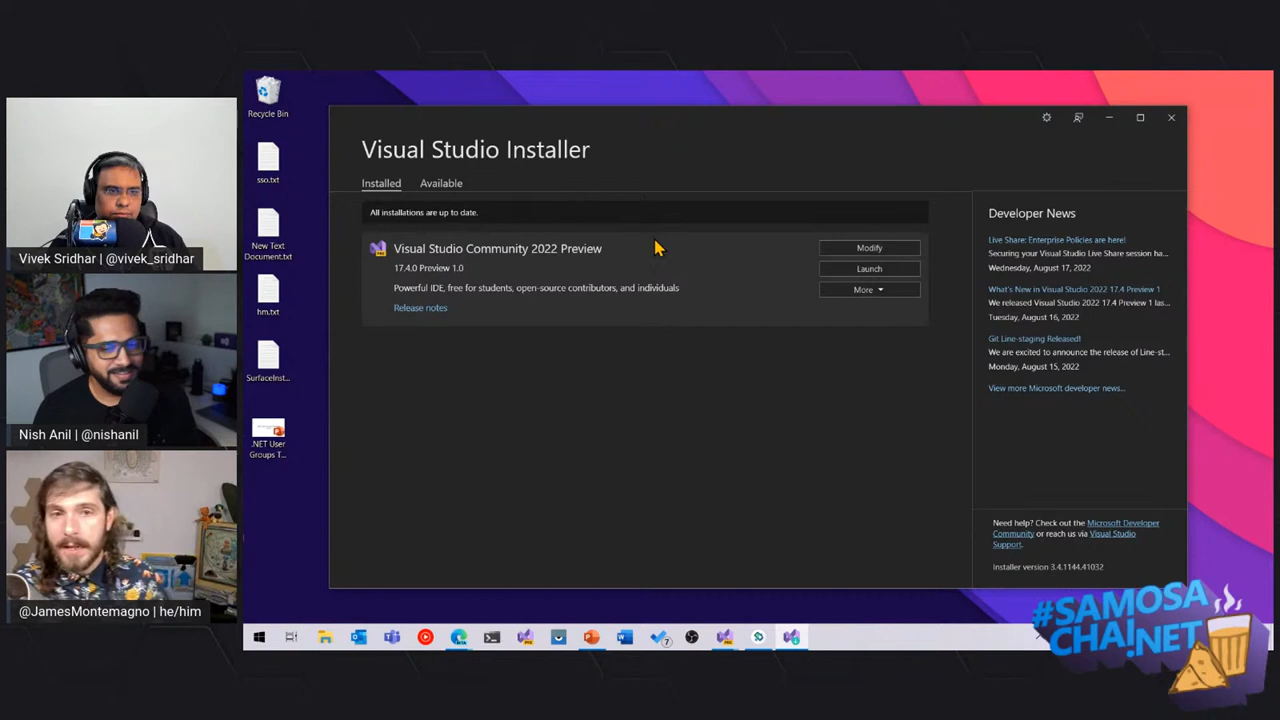 Vivek Sridhar | @vivek_sridhar
Nish Anil | @nishanil
@JamesMontemagno | he/him
Recycle Bin
sso.txt
New Text
Document.txt
hm.txt
SurfaceInst...
.NET User
Groups T...
Visual Studio Installer
Installed
Available
All installations are up to date.
Visual Studio Community 2022 Preview
17.4.0 Preview 1.0
Powerful IDE, free for students, open-source contributors, and individuals
Release notes
Modify
Launch
More
Developer News
Live Share: Enterprise Policies are here!
Securing your Visual Studio Live Share session ha...
Wednesday, August 17, 2022
What's New in Visual Studio 2022 17.4 Preview 1
We released Visual Studio 2022 17.4 Preview 1 las...
Tuesday, August 16, 2022
Git Line-staging Released!
We are excited to announce the release of Line-st...
Monday, August 15, 2022
View more Microsoft developer news...
Need help? Check out the Microsoft Developer
Community or reach us via Visual Studio
Support.
Installer version 3.4.1144.41032
7
#SAMOSA
CHAI.NET